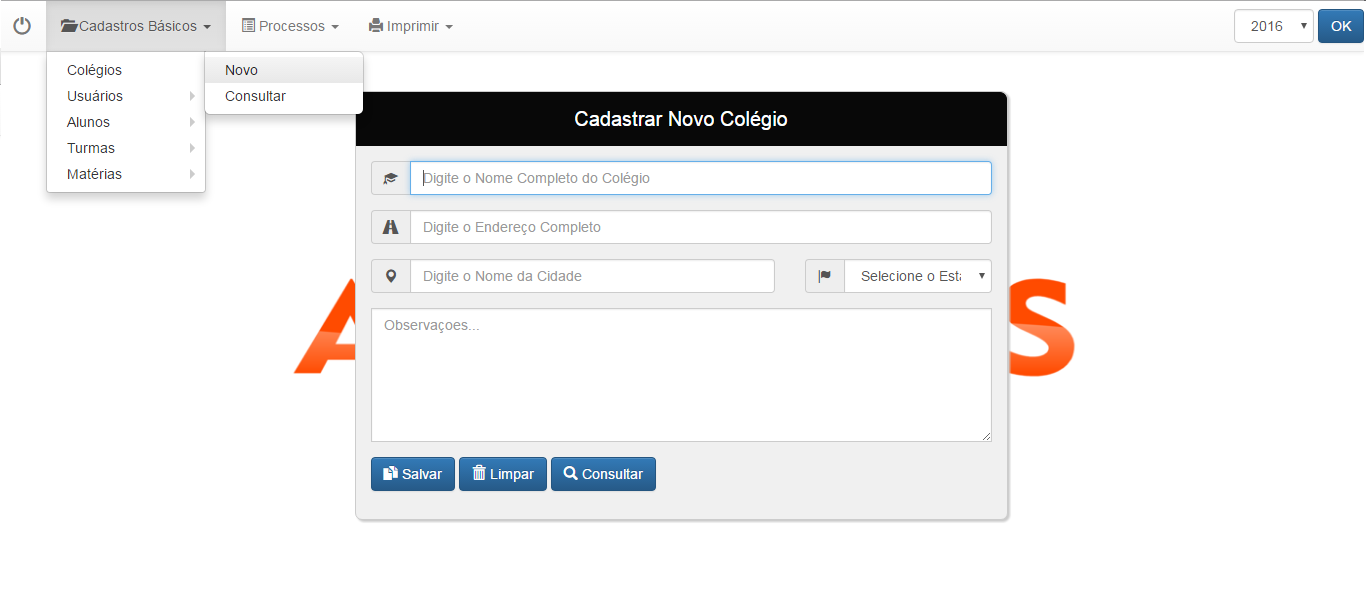 Cadastros Básicos Processos Imprimir 2016 OK
Colégios
Usuários
Alunos
Turmas
Matérias
Novo
Consultar
Cadastrar Novo Colégio
Digite o Nome Completo do Colégio
Digite o Endereço Completo
Digite o Nome da Cidade Selecione o Est
Observaçoes...
Salvar Limpar Consultar
A S